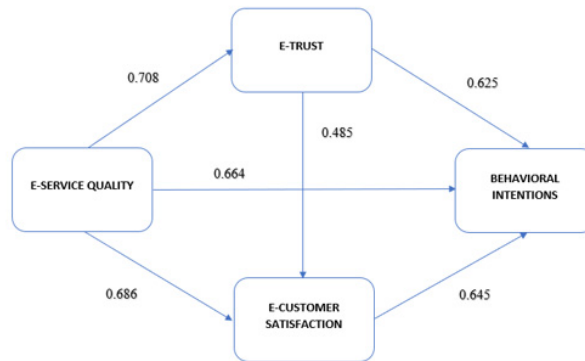 E-TRUST
0.708
0.625
0.485
E-SERVICE QUALITY
0.664
BEHAVIORAL
INTENTIONS
0.686
E-CUSTOMER
SATISFACTION
0.645